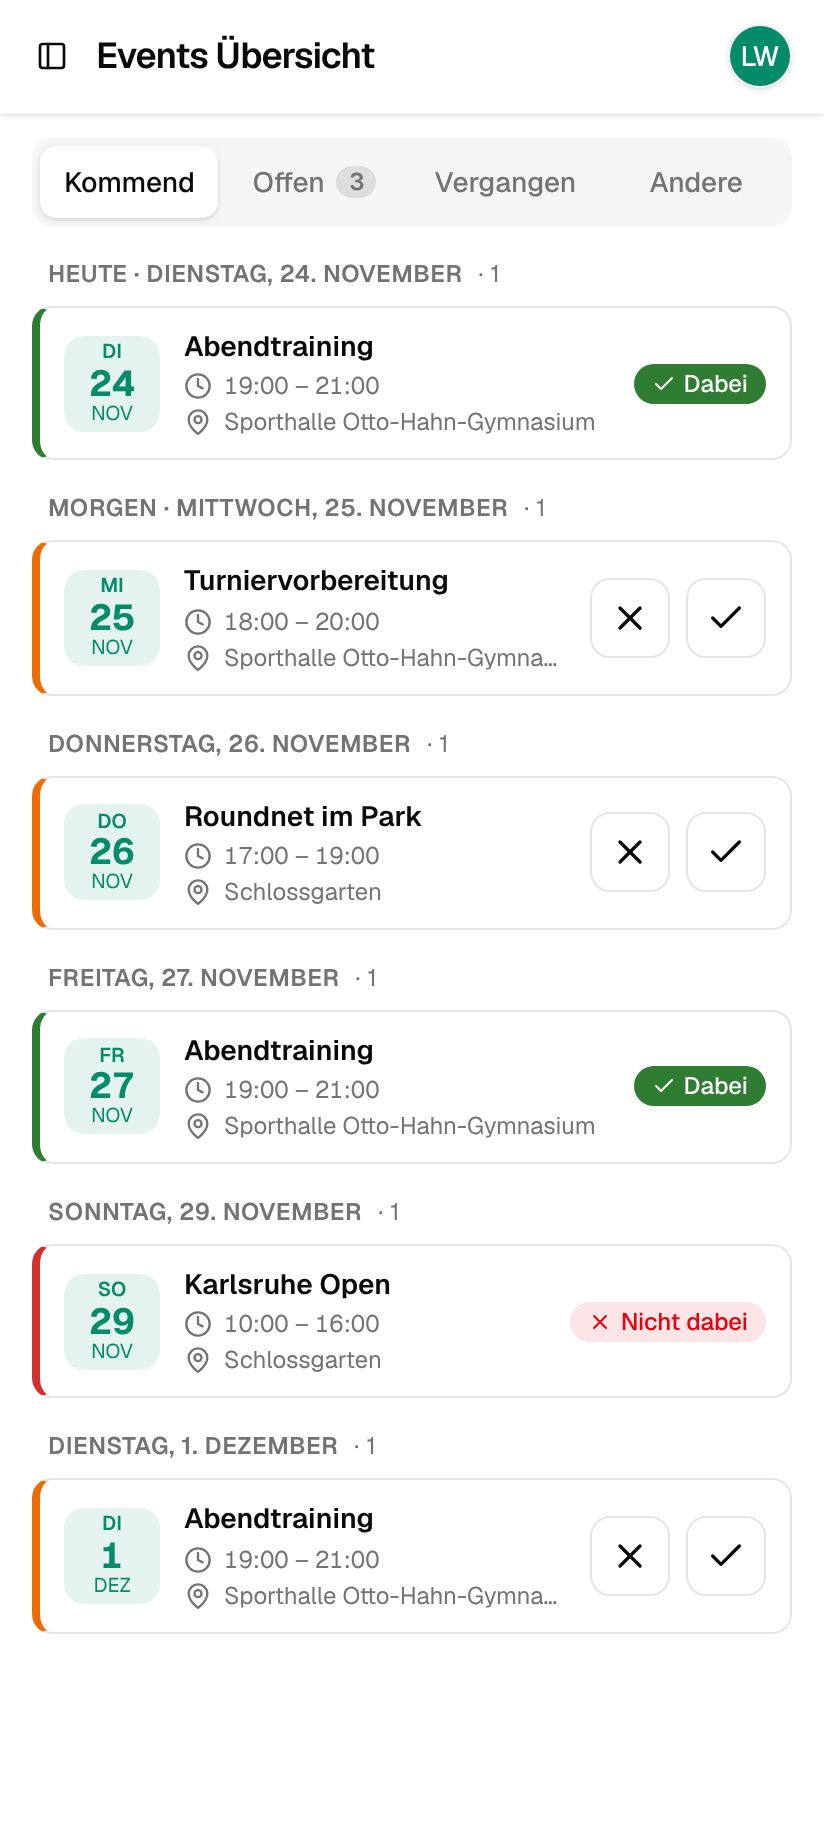 Events Übersicht
LW
Kommend
Offen 3
Vergangen
Andere
HEUTE · DIENSTAG, 24. NOVEMBER · 1
DI
24
NOV
Abendtraining
19:00 – 21:00
Sporthalle Otto-Hahn-Gymnasium
Dabei
MORGEN · MITTWOCH, 25. NOVEMBER · 1
MI
25
NOV
Turniervorbereitung
18:00 – 20:00
Sporthalle Otto-Hahn-Gymna...
DONNERSTAG, 26. NOVEMBER · 1
DO
26
NOV
Roundnet im Park
17:00 – 19:00
Schlossgarten
FREITAG, 27. NOVEMBER · 1
FR
27
NOV
Abendtraining
19:00 – 21:00
Sporthalle Otto-Hahn-Gymnasium
Dabei
SONNTAG, 29. NOVEMBER · 1
SO
29
NOV
Karlsruhe Open
10:00 – 16:00
Schlossgarten
Nicht dabei
DIENSTAG, 1. DEZEMBER · 1
DI
1
DEZ
Abendtraining
19:00 – 21:00
Sporthalle Otto-Hahn-Gymna...